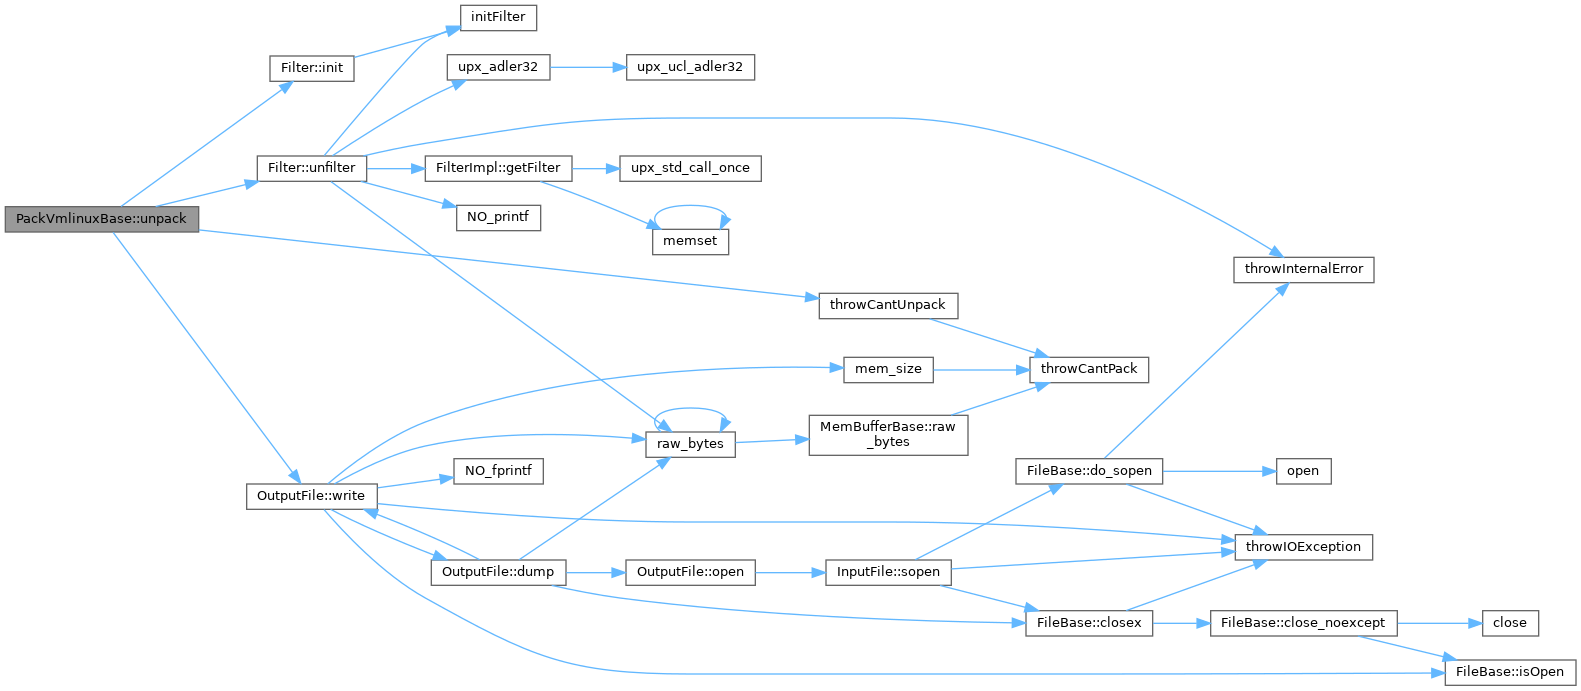 initFilter
Filter::init
upx_adler32
upx_ucl_adler32
Filter::unfilter
FilterImpl::getFilter
upx_std_call_once
PackVmlinuxBase::unpack
NO_printf
memset
throwInternalError
throwCantUnpack
mem_size
throwCantPack
MemBufferBase::raw
_bytes
raw_bytes
NO_fprintf
FileBase::do_sopen
open
OutputFile::write
throwIOException
OutputFile::dump
OutputFile::open
InputFile::sopen
FileBase::closex
FileBase::close_noexcept
close
FileBase::isOpen